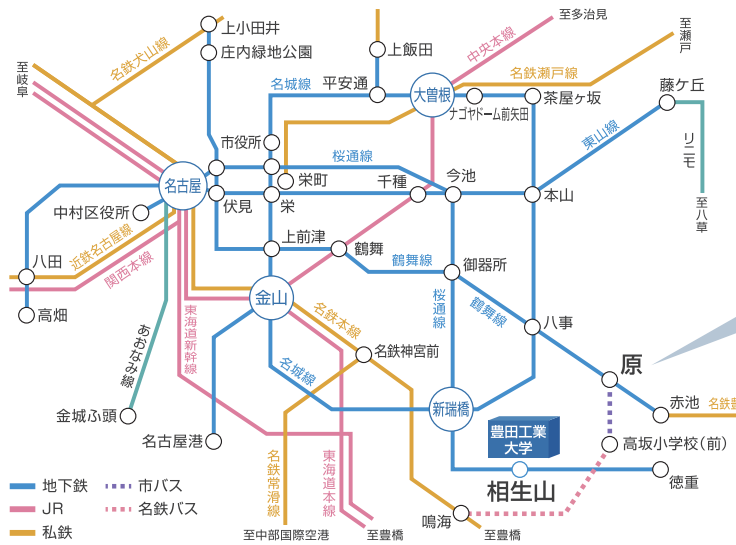 至多治見
上小田井
庄内緑地公園
名鉄犬山線
至岐阜
上飯田
中央本線
至瀬戸
名城線
平安通
大曽根
名鉄瀬戸線
ナゴヤドーム前矢田
茶屋ヶ坂
藤ケ丘
東山線
リニモ
至八草
市役所
桜通線
栄町
千種
今池
本山
名古屋
中村区役所
伏見
栄
上前津
鶴舞
鶴舞線
御器所
桜通線
鶴舞線
八事
近鉄名古屋線
関西本線
八田
高畑
金山
東海道新幹線
名鉄本線
名鉄神宮前
名城線
あおなみ線
金城ふ頭
名古屋港
原
赤池
名鉄豊
新瑞橋
豊田工業
大学
高坂小学校(前)
相生山
徳重
名鉄常滑線
東海道本線
鳴海
至中部国際空港
至豊橋
至豊橋
地下鉄
JR
私鉄
市バス
名鉄バス